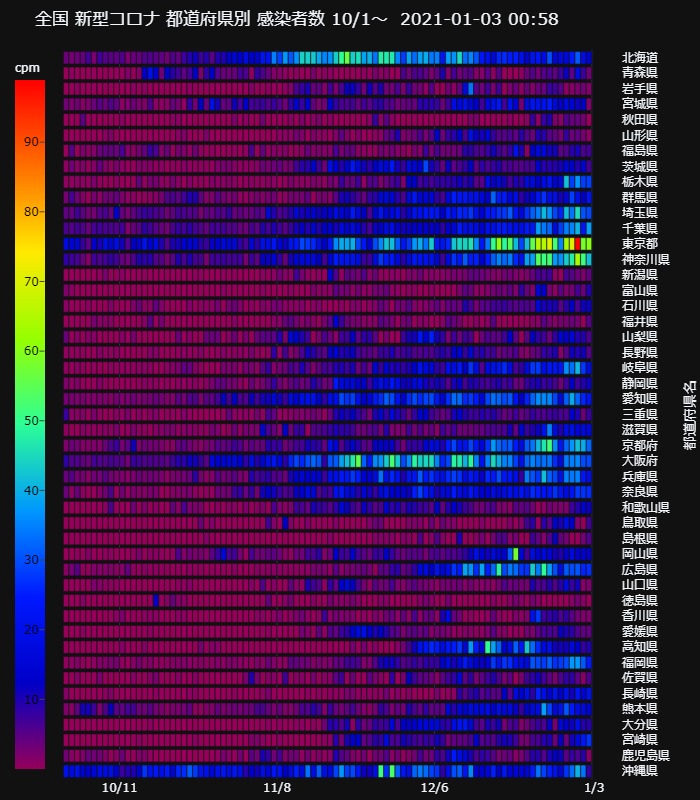 全国 新型コロナ 都道府県別 感染者数 10/1～ 2021-01-03 00:58
cpm
90
80
70
60
50
40
30
20
10
北海道
青森県
岩手県
宮城県
秋田県
山形県
福島県
茨城県
栃木県
群馬県
埼玉県
千葉県
東京都
神奈川県
新潟県
富山県
石川県
福井県
山梨県
長野県
岐阜県
静岡県
愛知県
三重県
滋賀県
京都府
大阪府
兵庫県
奈良県
和歌山県
鳥取県
島根県
岡山県
広島県
山口県
徳島県
香川県
愛媛県
高知県
福岡県
佐賀県
長崎県
熊本県
大分県
宮崎県
鹿児島県
沖縄県
都道府県名
10/11
11/8
12/6
1/3